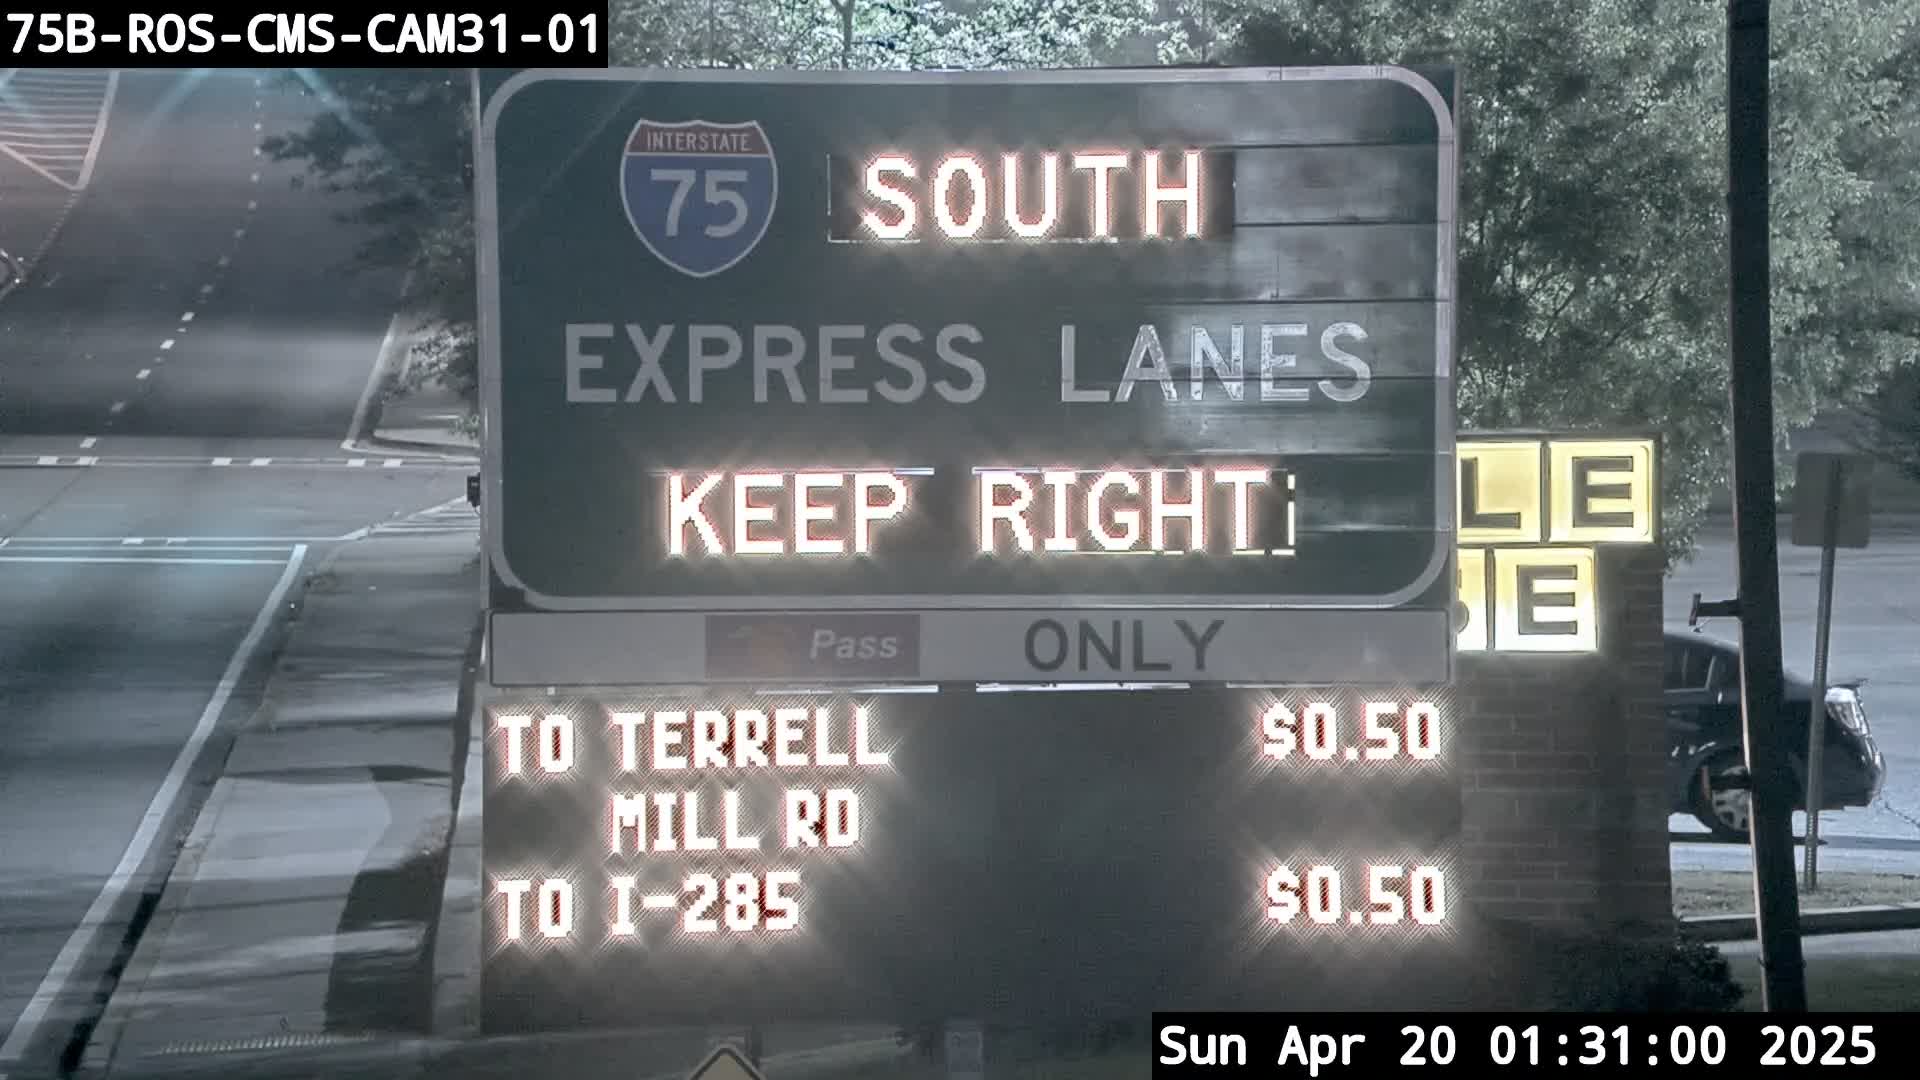 75B-ROS-CMS-CAM31-01
INTERSTATE
75
SOUTH
EXPRESS LANES
KEEP RIGHT
LE
E
Pass ONLY
TO TERRELL $0.50
MILL RD
TO I-285 $0.50
Sun Apr 20 01:31:00 2025